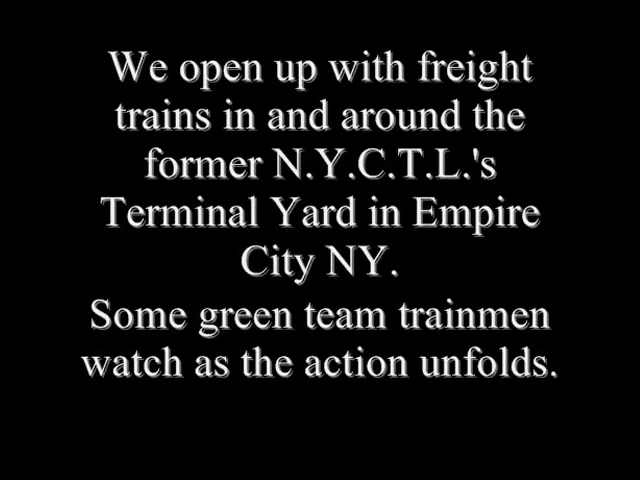 We open up with freight
trains in and around the
former N.Y.C.T.L.'s
Terminal Yard in Empire
City NY.
Some green team trainmen
watch as the action unfolds.